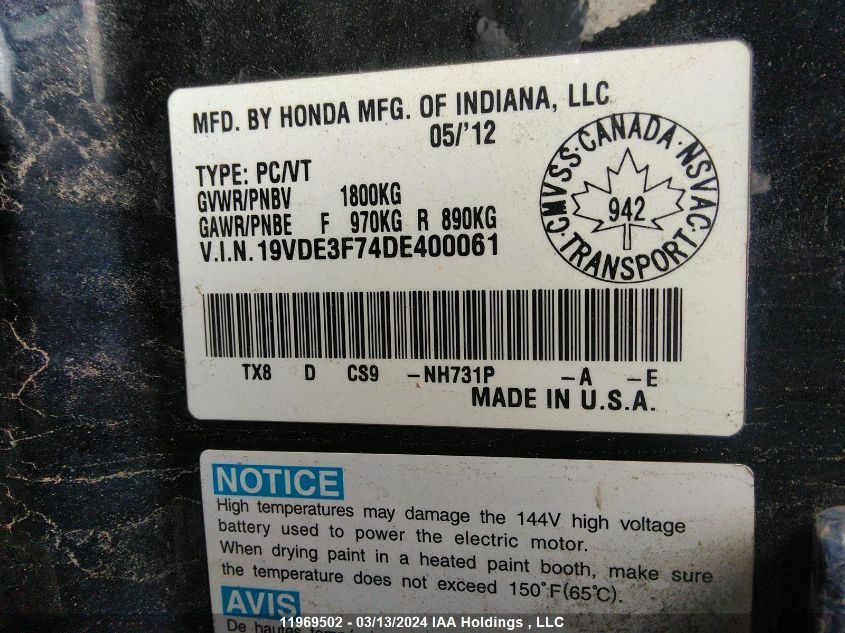 MFD. BY HONDA MFG. OF INDIANA, LLC
05/'12
TYPE: PC/VT
GVWR/PNBV 1800KG
GAWR/PNBE F 970KG R 890KG
V.I.N. 19VDE3F74DE400061
CMVSS · CANADA · NSVAC · TRANSPORT ·
942
TX8 D CS9 -NH731P -A -E
MADE IN U.S.A.
NOTICE
High temperatures may damage the 144V high voltage
battery used to power the electric motor.
When drying paint in a heated paint booth, make sure
the temperature does not exceed 150°F(65°C).
AVIS
De hautes
11969502 - 03/13/2024 IAA Holdings , LLC